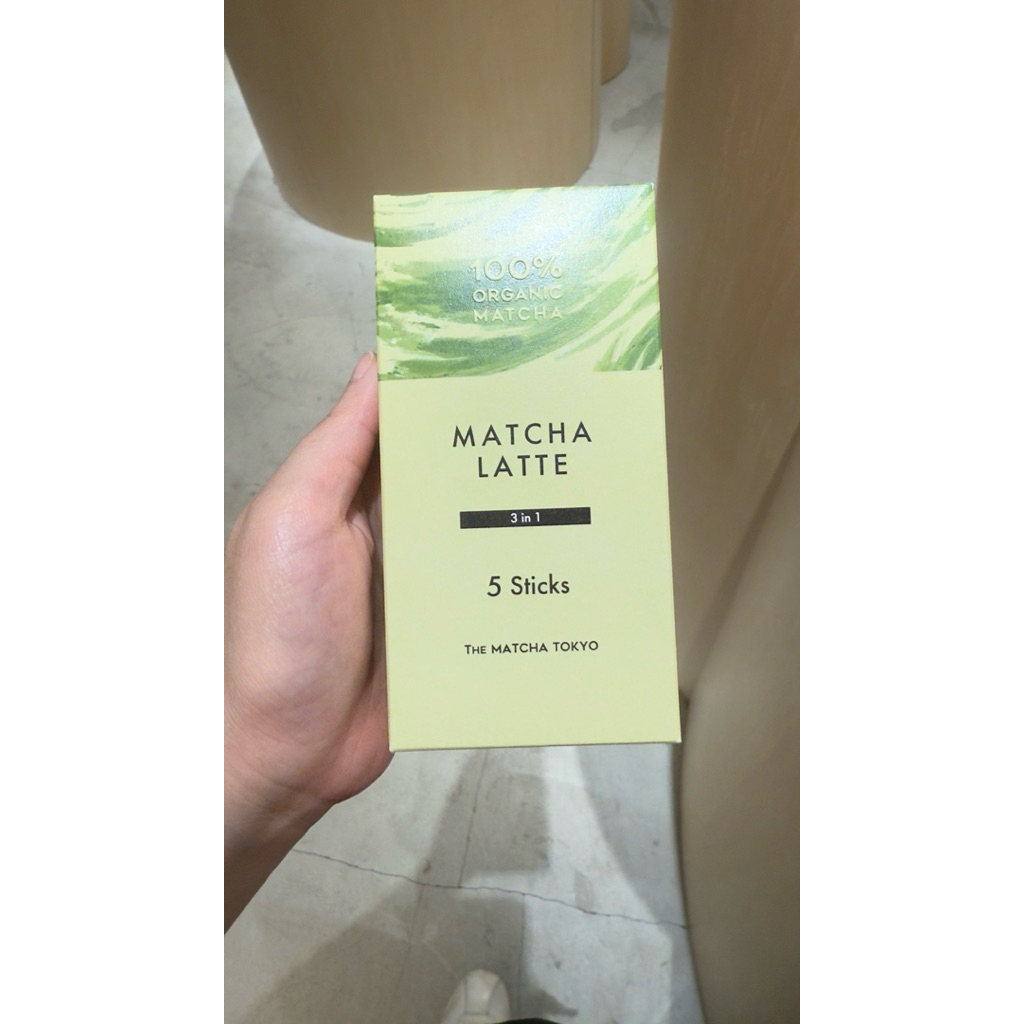 100%
ORGANIC
MATCHA
MATCHA
LATTE
3 in 1
5 Sticks
THE MATCHA TOKYO